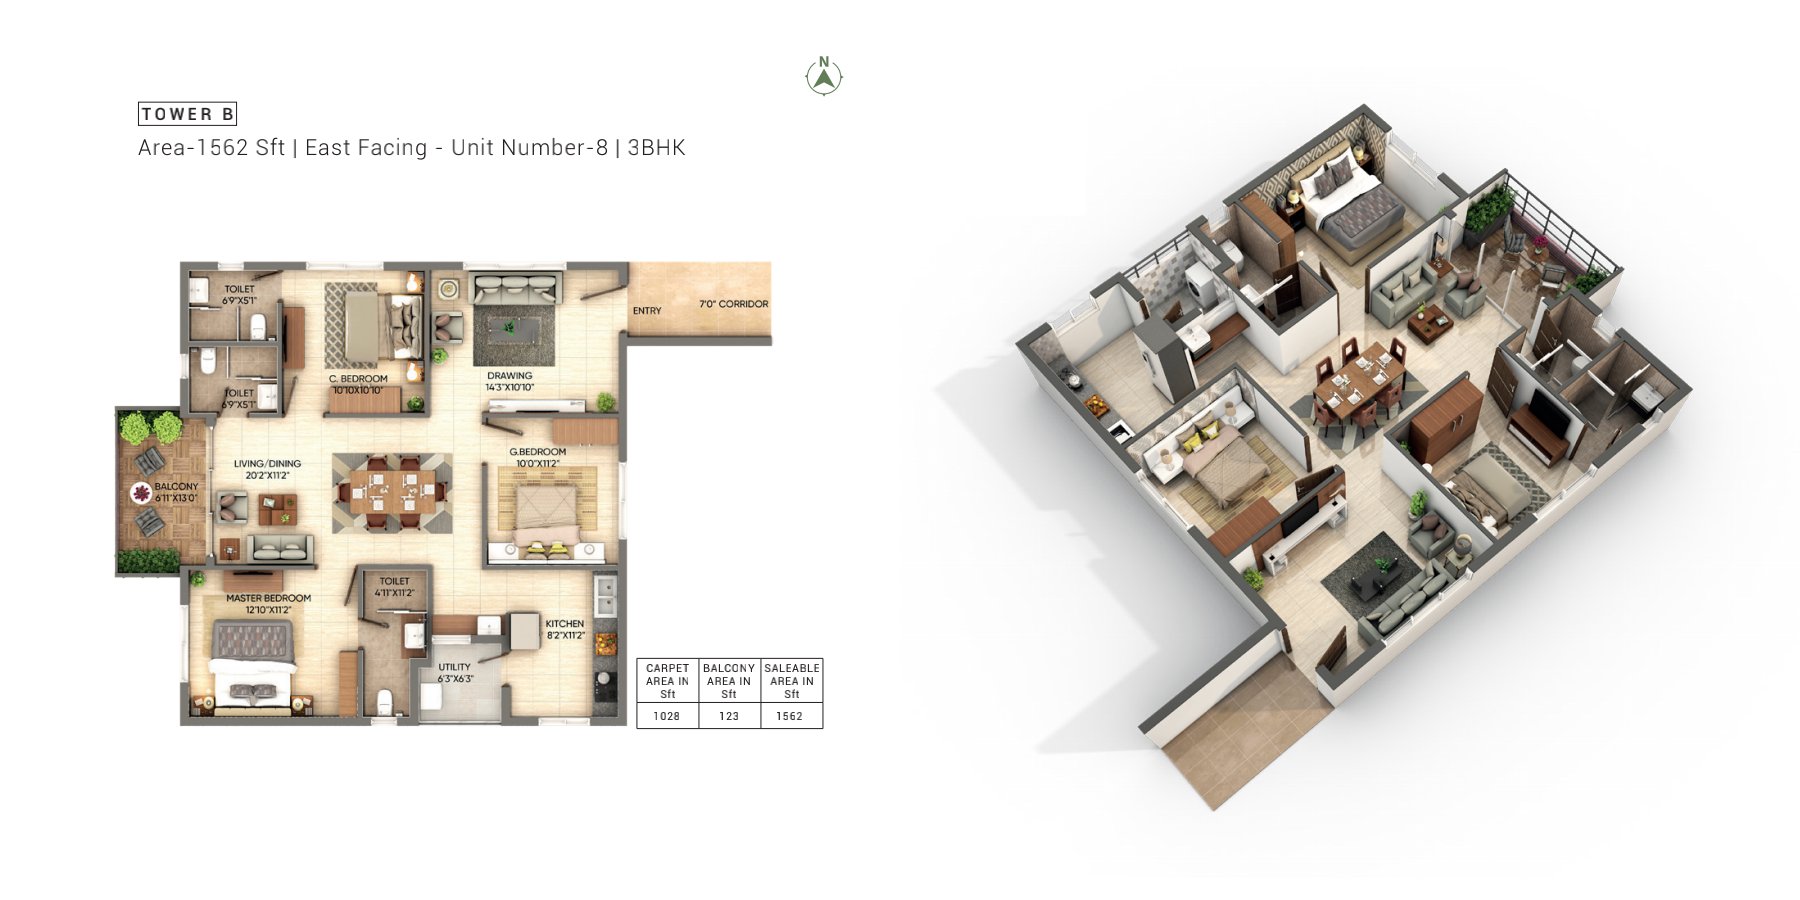 N
TOWER B
Area-1562 Sft | East Facing - Unit Number-8 | 3BHK
TOILET
6'9"X5'1"
ENTRY
7'0" CORRIDOR
C. BEDROOM
10'10X10'10"
DRAWING
14'3"X10'10"
TOILET
6'9"X5'1"
LIVING/DINING
20'2"X11'2"
G.BEDROOM
10'0"X11'2"
BALCONY
6'11"X13'0"
MASTER BEDROOM
12'10"X11'2"
TOILET
4'11"X11'2"
KITCHEN
8'2"X11'2"
UTILITY
6'3"X6'3"
CARPET
AREA IN
Sft
BALCONY
AREA IN
Sft
SALEABLE
AREA IN
Sft
1028
123
1562